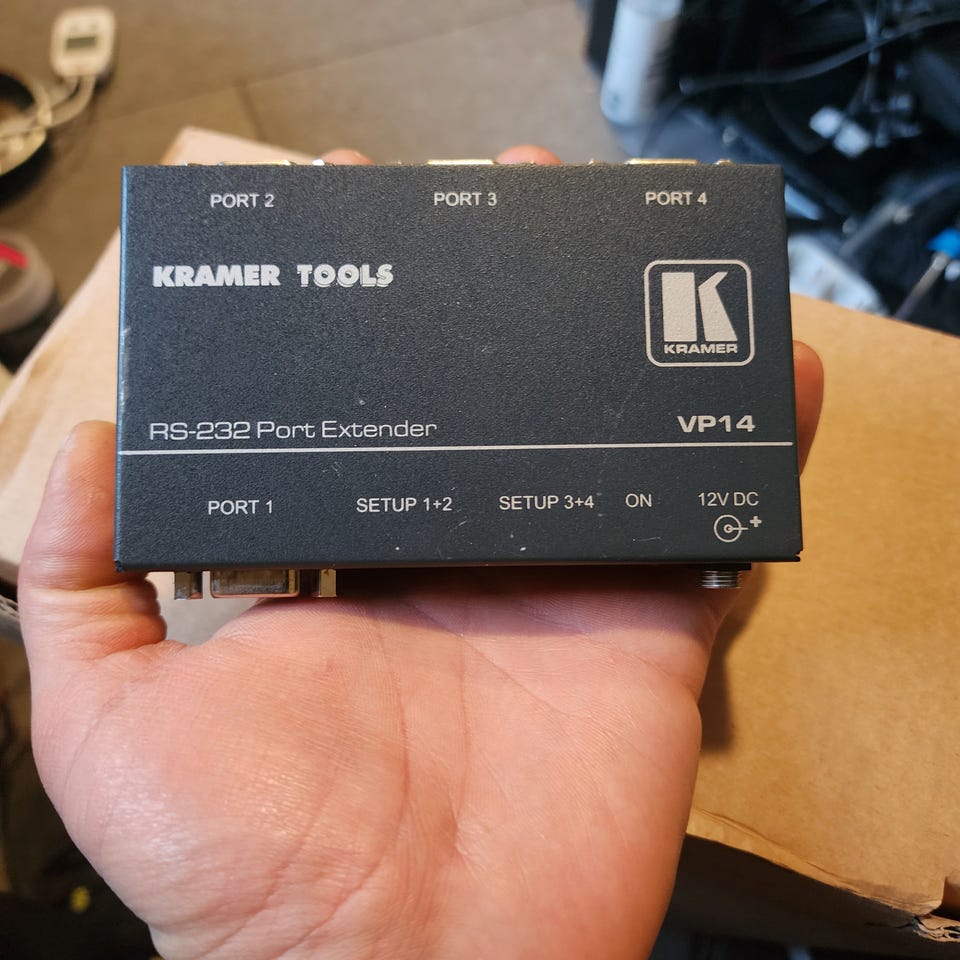 PORT 2 PORT 3 PORT 4
KRAMER TOOLS
K
KRAMER
RS-232 Port Extender VP14
PORT 1 SETUP 1+2 SETUP 3+4 ON 12V DC
+